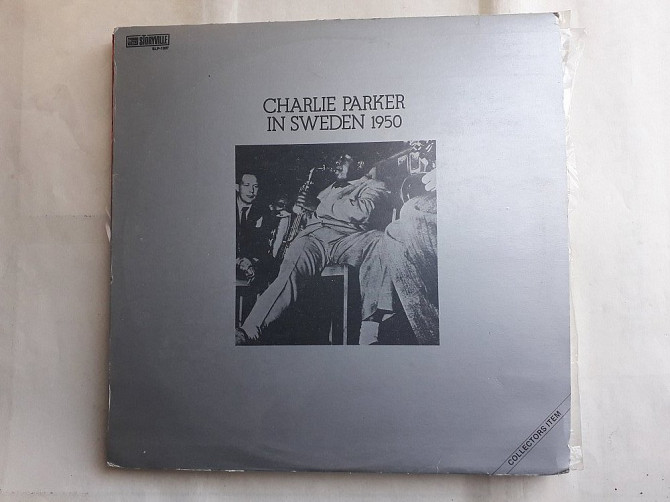 STORYVILLE
CHARLIE PARKER
IN SWEDEN 1950
COLLECTORS ITEM